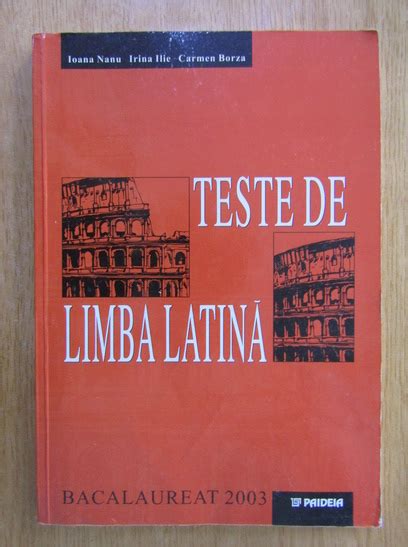 Ioana Nanu Irina Ilie Carmen Borza
TESTE DE
LIMBA LATINĂ
BACALAUREAT 2003
PAIDEIA